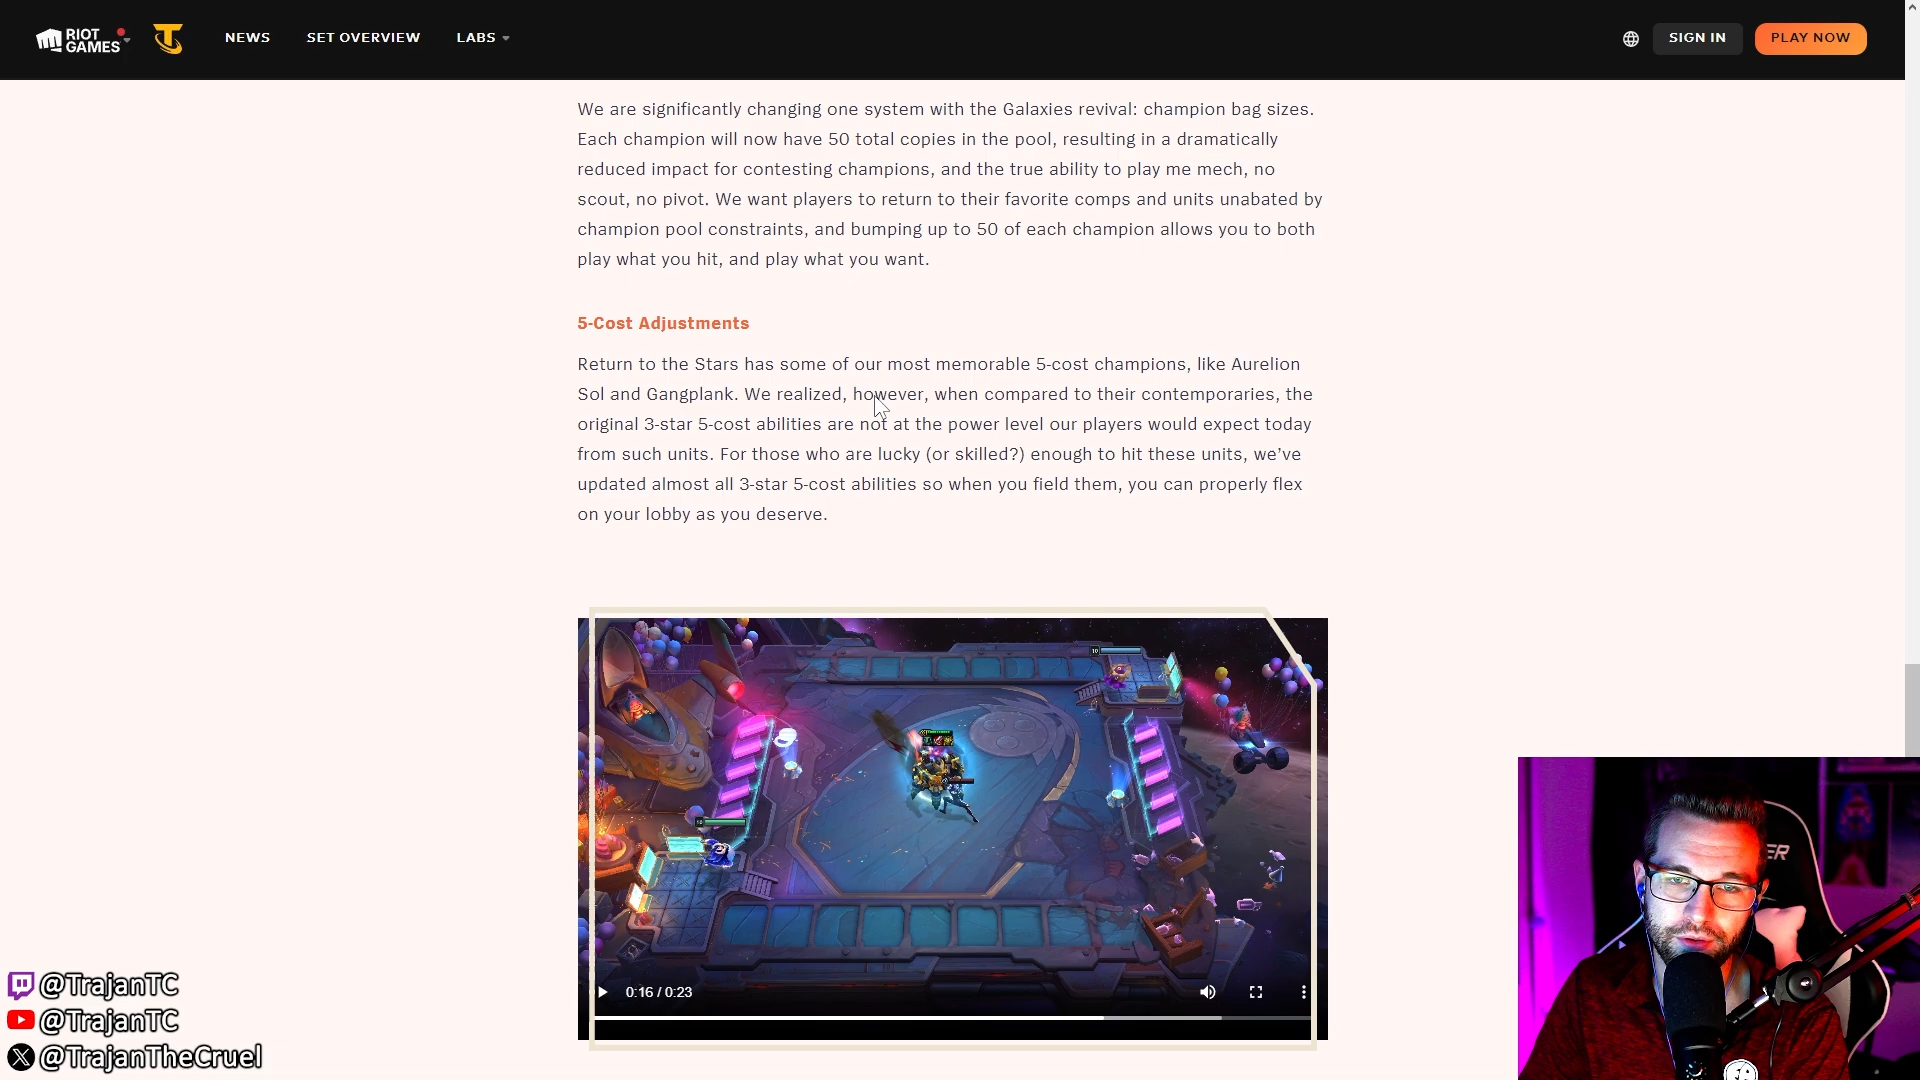 RIOT GAMES
NEWS
SET OVERVIEW
LABS
SIGN IN
PLAY NOW
We are significantly changing one system with the Galaxies revival: champion bag sizes.
Each champion will now have 50 total copies in the pool, resulting in a dramatically
reduced impact for contesting champions, and the true ability to play me mech, no
scout, no pivot. We want players to return to their favorite comps and units unabated by
champion pool constraints, and bumping up to 50 of each champion allows you to both
play what you hit, and play what you want.
5-Cost Adjustments
Return to the Stars has some of our most memorable 5-cost champions, like Aurelion
Sol and Gangplank. We realized, however, when compared to their contemporaries, the
original 3-star 5-cost abilities are not at the power level our players would expect today
from such units. For those who are lucky (or skilled?) enough to hit these units, we’ve
updated almost all 3-star 5-cost abilities so when you field them, you can properly flex
on your lobby as you deserve.
10
10
0:16 / 0:23
@TrajanTC
@TrajanTC
@TrajanTheCruel